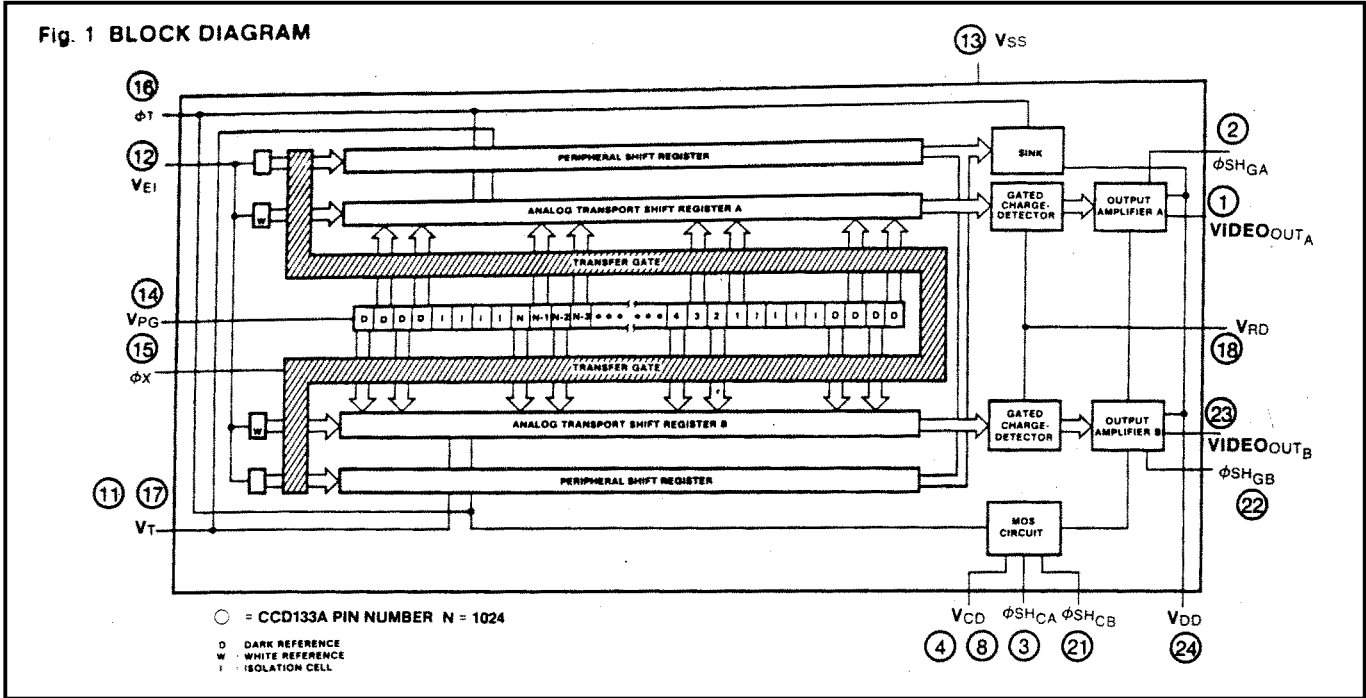 Fig. 1 BLOCK DIAGRAM
13 VSS
16
ϕT
12
VEI
14
VPG
15
ϕX
11 17
VT
W
W
PERIPHERAL SHIFT REGISTER
ANALOG TRANSPORT SHIFT REGISTER A
TRANSFER GATE
D D D D I I I I N N-1 N-2 N-3 ••• ••• 4 3 2 1 I I I I D D D D
TRANSFER GATE
ANALOG TRANSPORT SHIFT REGISTER B
PERIPHERAL SHIFT REGISTER
SINK
GATED CHARGE-DETECTOR
OUTPUT AMPLIFIER A
GATED CHARGE-DETECTOR
OUTPUT AMPLIFIER B
MOS CIRCUIT
2
ϕSHGA
1
VIDEOOUTA
VRD
18
23
VIDEOOUTB
ϕSHGB
22
VCD ϕSHCA ϕSHCB VDD
4 8 3 21 24
○ = CCD133A PIN NUMBER N = 1024
D DARK REFERENCE
W WHITE REFERENCE
I ISOLATION CELL